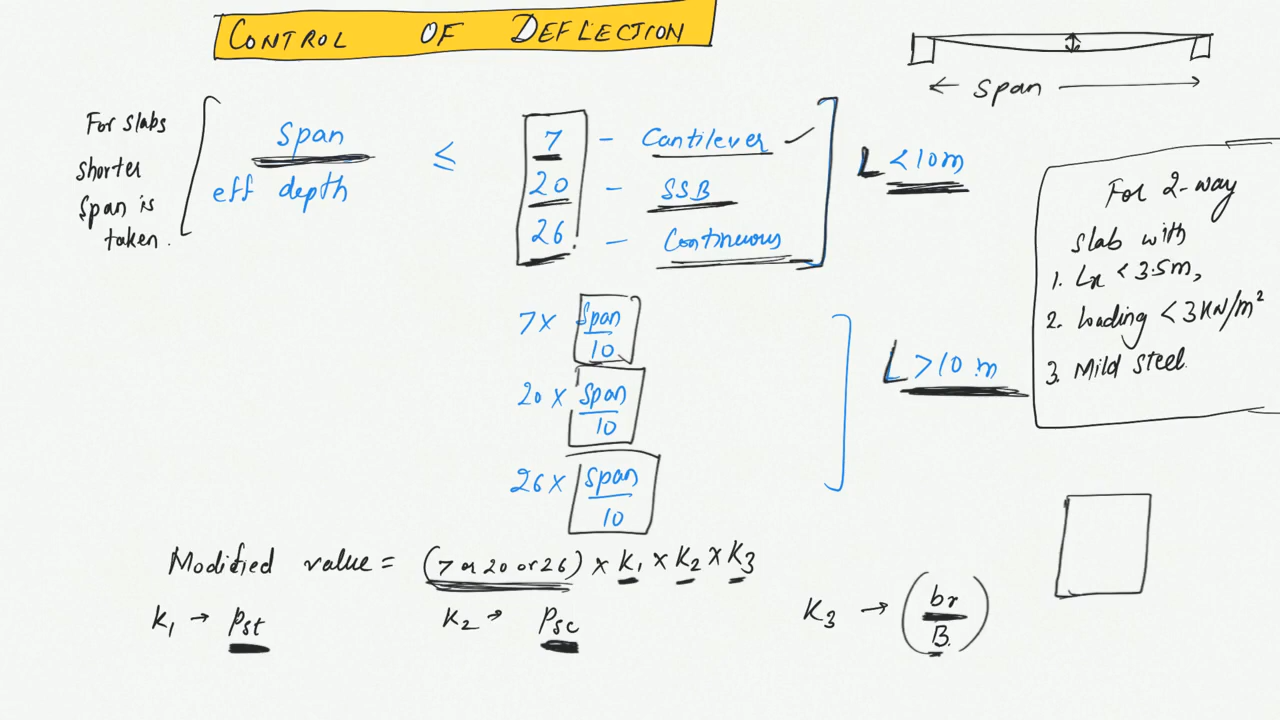 CONTROL OF DEFLECTION
← Span →
For slabs
shorter
span is
taken.
Span
eff depth
≤
7 - Cantilever
20 - SSB
26 - Continuous
L < 10m
7 × Span
10
20 × Span
10
26 × Span
10
L > 10 m
For 2-way
slab with
1. Lx < 3.5m,
2. Loading < 3 KN/m²
3. Mild Steel.
Modified value = (7 or 20 or 26) × K1 × K2 × K3
K1 → Pst
K2 → Psc
K3 → (br
B)